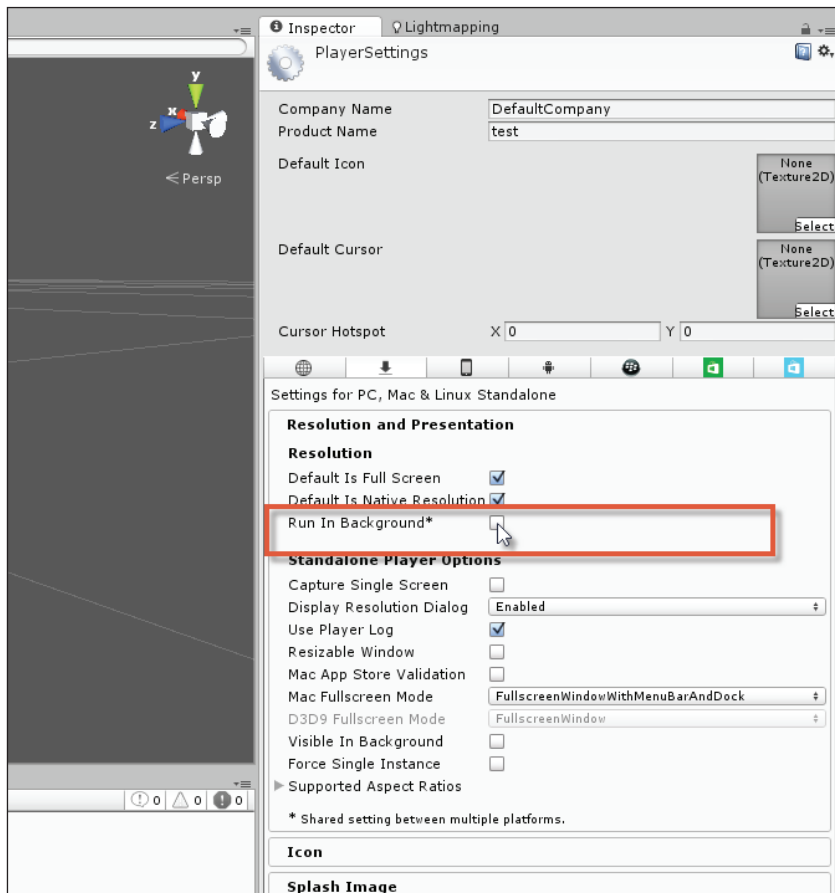 Inspector
Lightmapping
PlayerSettings
y
x
z
Persp
Company Name DefaultCompany
Product Name test
Default Icon
None
(Texture2D)
Select
Default Cursor
None
(Texture2D)
Select
Cursor Hotspot X 0 Y 0
Settings for PC, Mac & Linux Standalone
Resolution and Presentation
Resolution
Default Is Full Screen
Default Is Native Resolution
Run In Background*
Standalone Player Options
Capture Single Screen
Display Resolution Dialog Enabled
Use Player Log
Resizable Window
Mac App Store Validation
Mac Fullscreen Mode FullscreenWindowWithMenuBarAndDock
D3D9 Fullscreen Mode FullscreenWindow
Visible In Background
Force Single Instance
Supported Aspect Ratios
0 0 0
* Shared setting between multiple platforms.
Icon
Splash Image